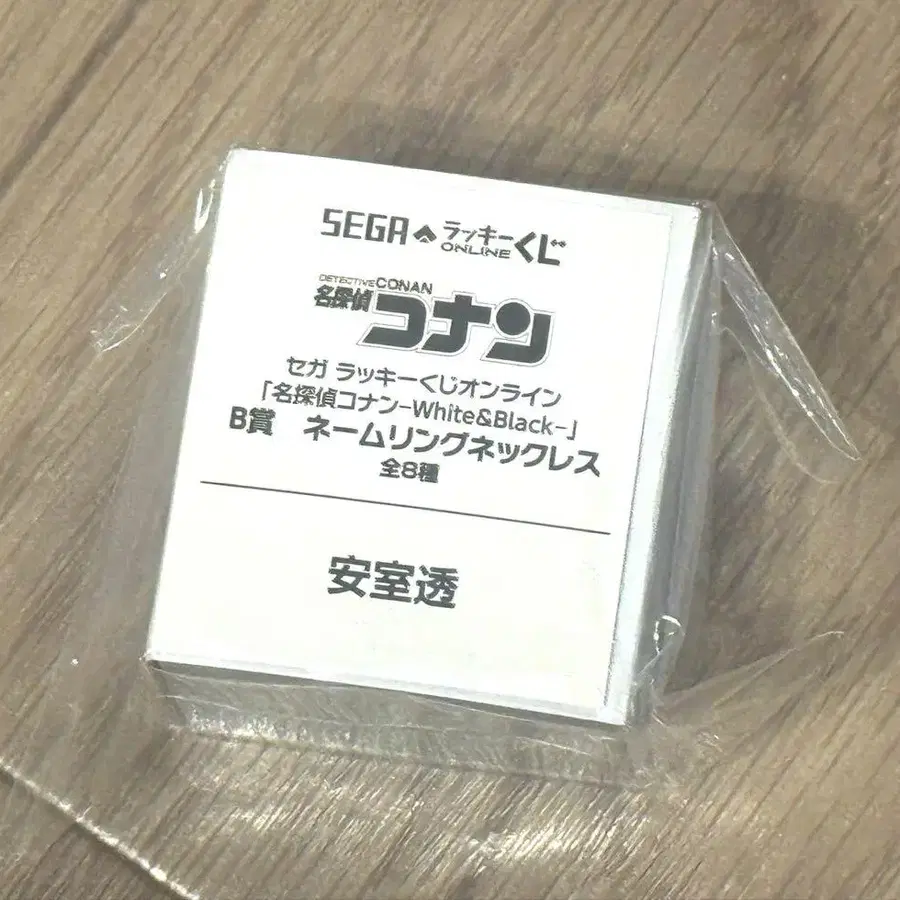 SEGA ラッキーくじ ONLINE
DETECTIVE CONAN
名探偵コナン
セガ ラッキーくじオンライン
「名探偵コナン-White&Black-」
B賞 ネームリングネックレス
全8種
安室透